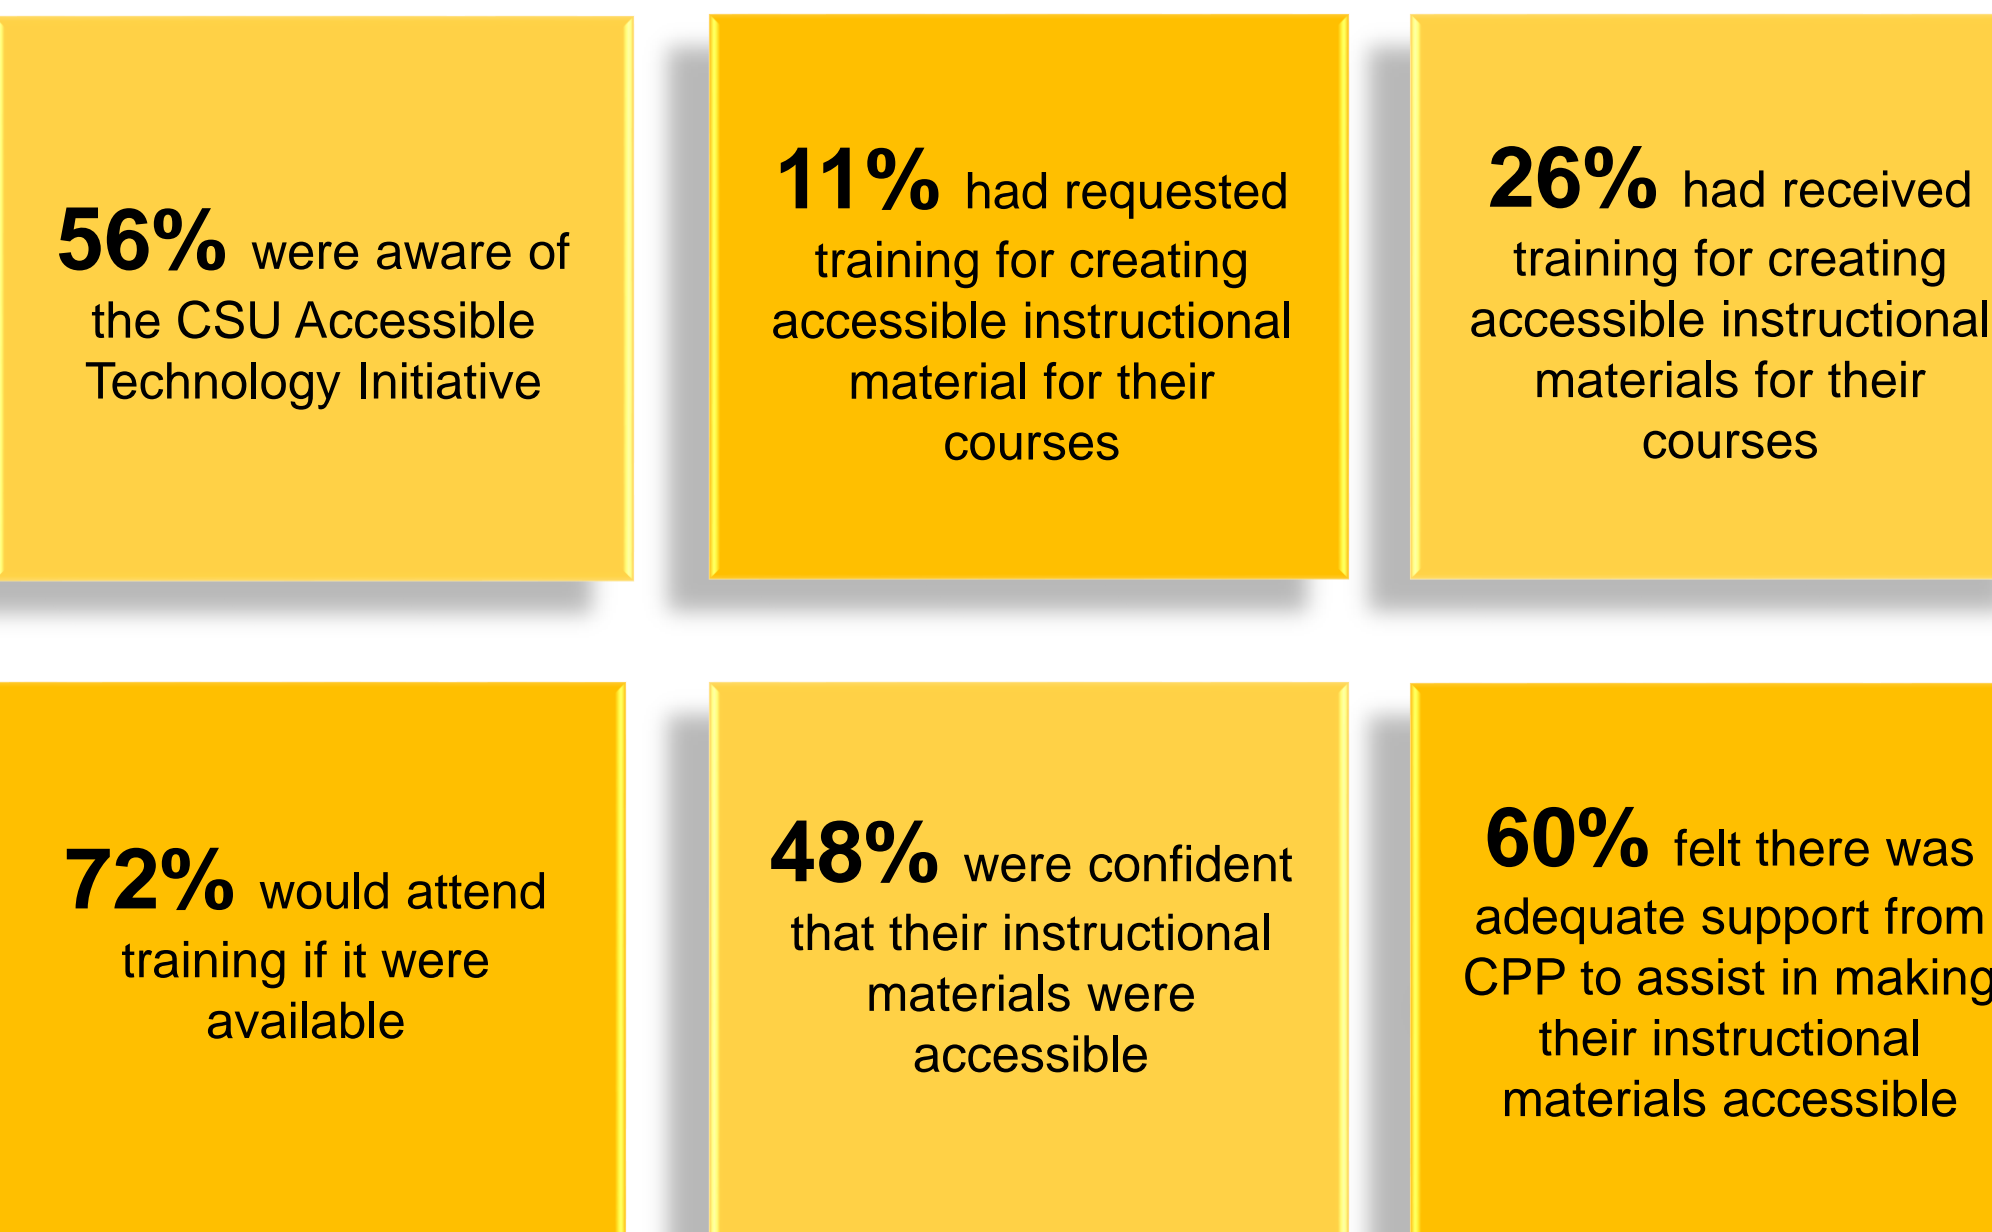 56% were aware of
the CSU Accessible
Technology Initiative
11% had requested
training for creating
accessible instructional
material for their
courses
26% had received
training for creating
accessible instructional
materials for their
courses
72% would attend
training if it were
available
48% were confident
that their instructional
materials were
accessible
60% felt there was
adequate support from
CPP to assist in making
their instructional
materials accessible